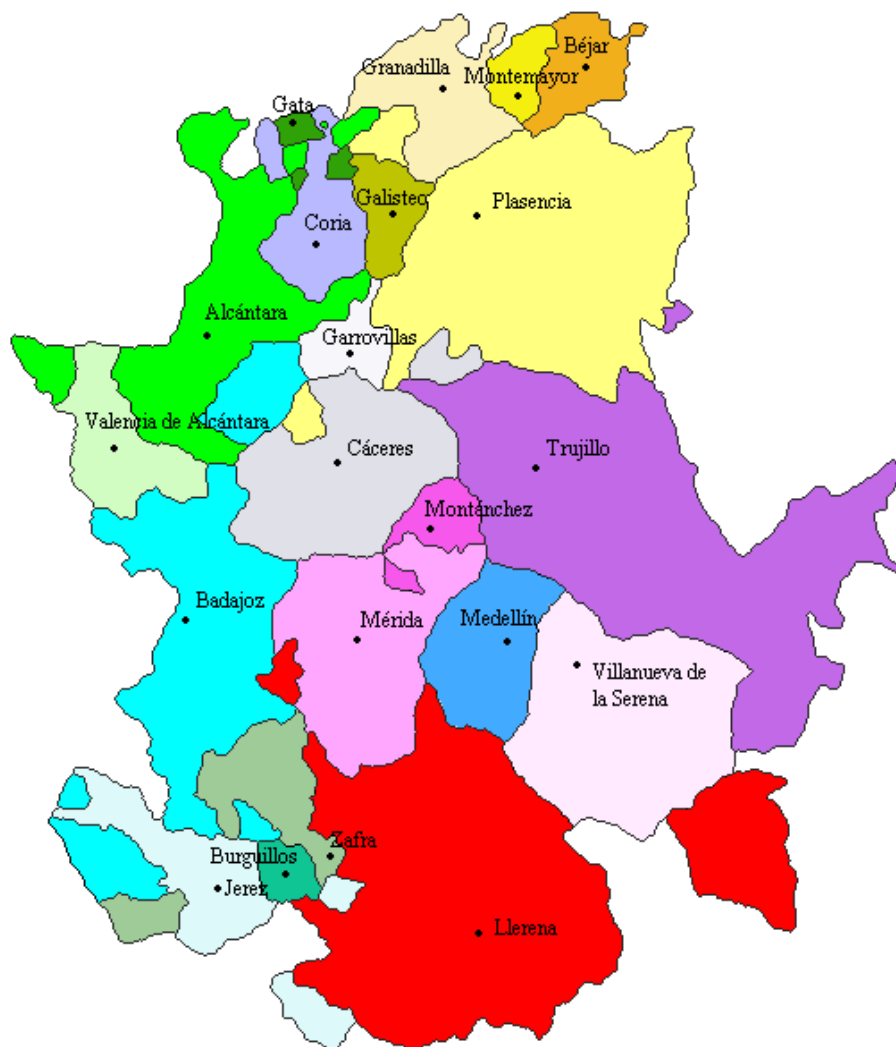 Béjar
Granadilla
Montemayor
Gata
Galisteo
Plasencia
Coria
Alcántara
Garrovillas
Valencia de Alcántara
Cáceres
Trujillo
Montánchez
Badajoz
Mérida
Medellín
Villanueva de
la Serena
Zafra
Burguillos
Jerez
Llerena